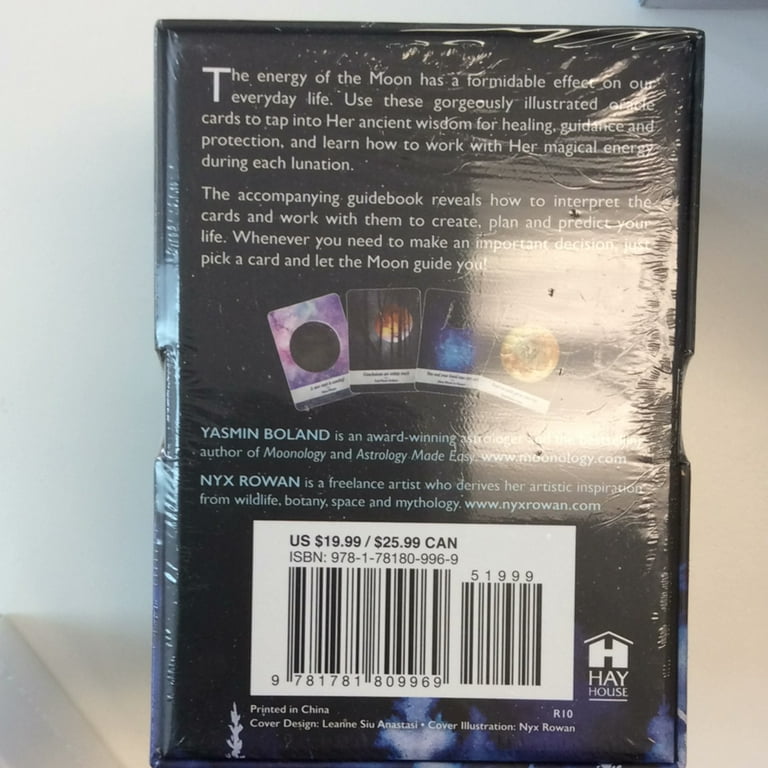 The energy of the Moon has a formidable effect on our
everyday life. Use these gorgeously illustrated oracle
cards to tap into Her ancient wisdom for healing, guidance and
protection, and learn how to work with Her magical energy
during each lunation.
The accompanying guidebook reveals how to interpret the
cards and work with them to create, plan and predict your
life. Whenever you need to make an important decision, just
pick a card and let the Moon guide you!
YASMIN BOLAND is an award-winning astrologer and the bestselling
author of Moonology and Astrology Made Easy. www.moonology.com
NYX ROWAN is a freelance artist who derives her artistic inspiration
from wildlife, botany, space and mythology. www.nyxrowan.com
US $19.99 / $25.99 CAN
ISBN: 978-1-78180-996-9
51999
9 781781 809969
HAY
HOUSE
Printed in China
R10
Cover Design: Leanne Siu Anastasi • Cover Illustration: Nyx Rowan